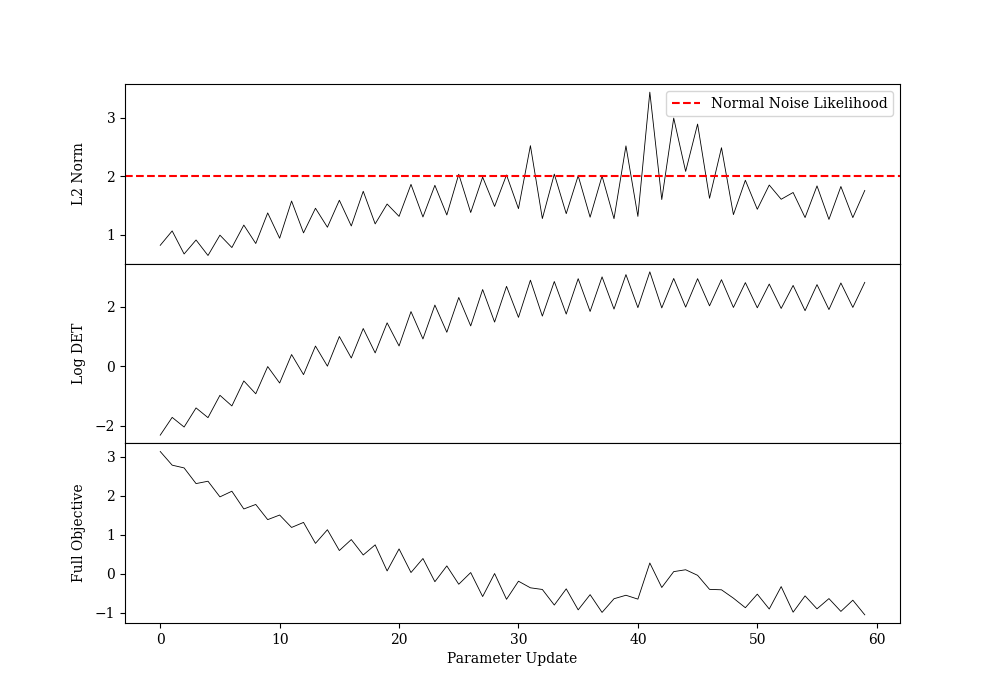 Normal Noise Likelihood
3
2
1
L2 Norm
2
0
−2
Log DET
3
2
1
0
−1
Full Objective
0 10 20 30 40 50 60
Parameter Update